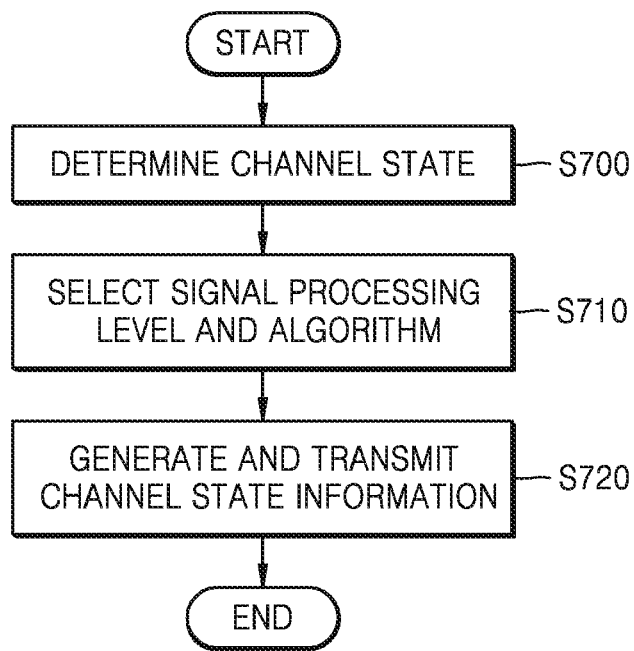 START
DETERMINE CHANNEL STATE
S700
SELECT SIGNAL PROCESSING
LEVEL AND ALGORITHM
S710
GENERATE AND TRANSMIT
CHANNEL STATE INFORMATION
S720
END